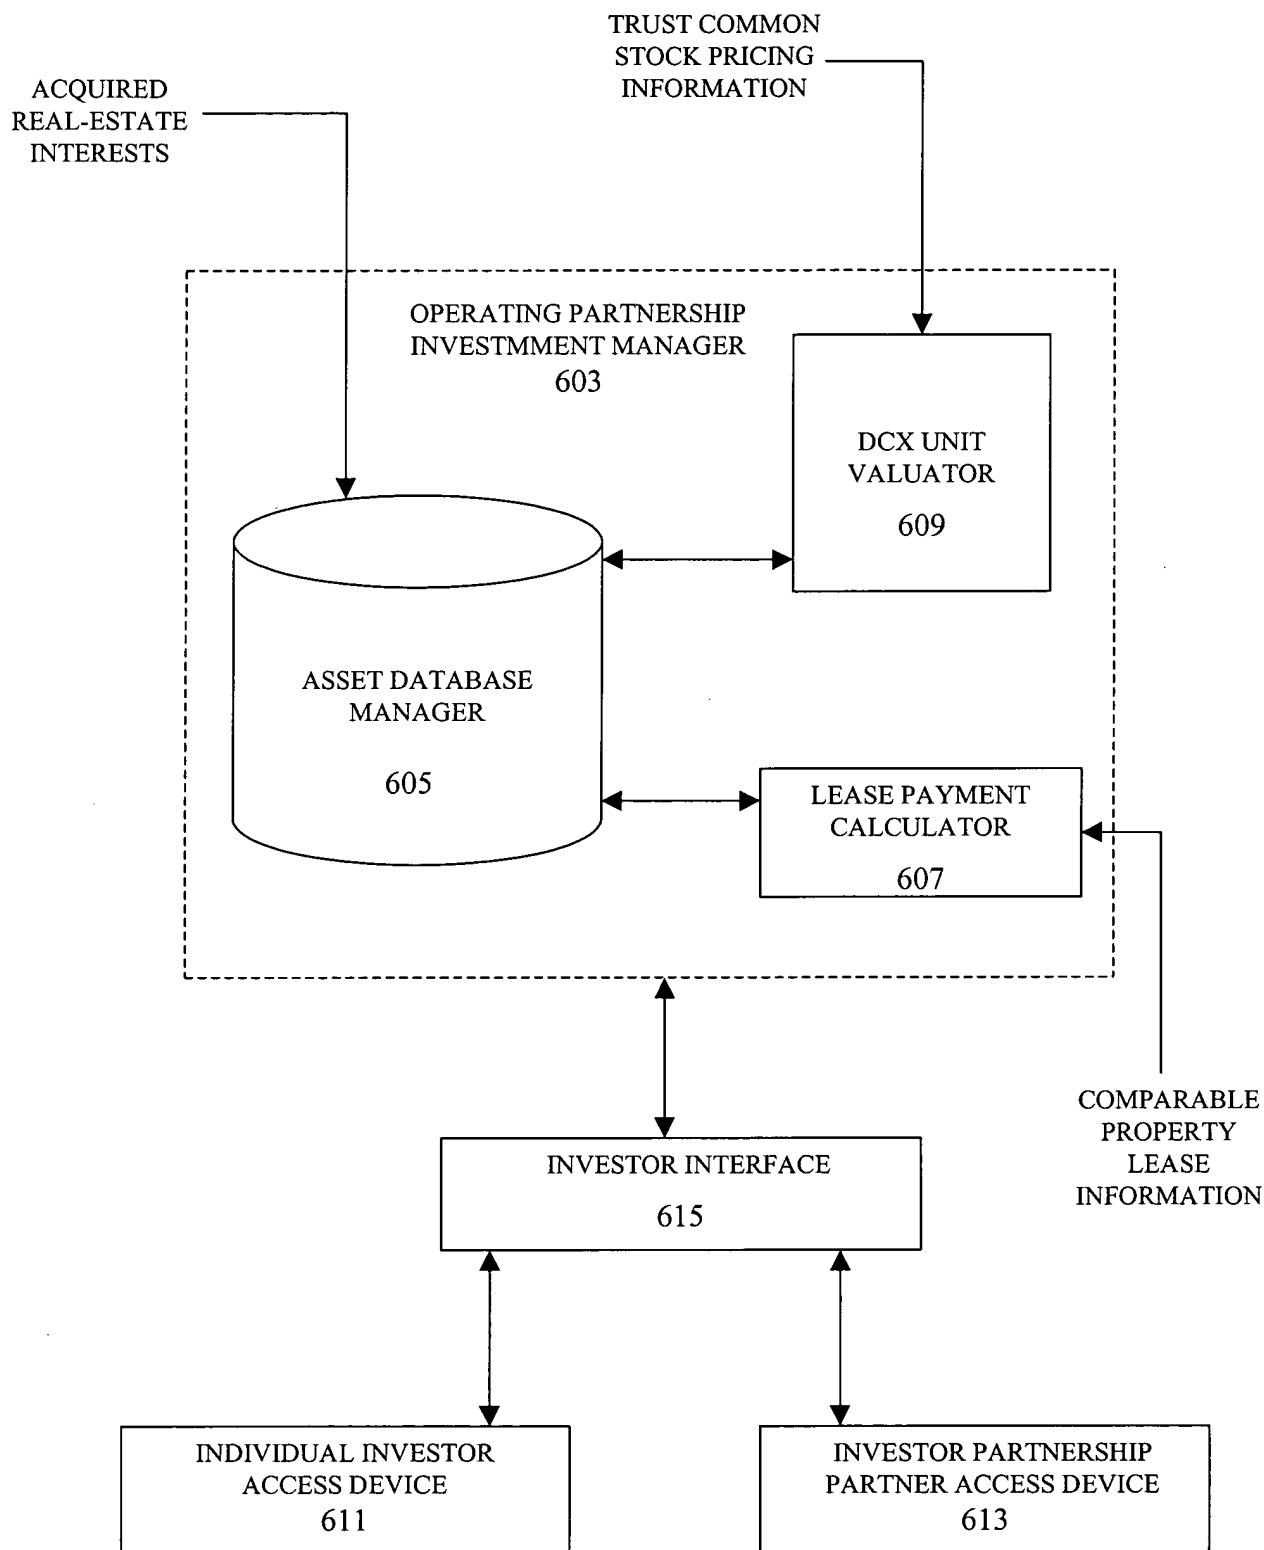 TRUST COMMON
STOCK PRICING
INFORMATION
ACQUIRED
REAL-ESTATE
INTERESTS
OPERATING PARTNERSHIP
INVESTMMENT MANAGER
603
DCX UNIT
VALUATOR
609
ASSET DATABASE
MANAGER
605
LEASE PAYMENT
CALCULATOR
607
COMPARABLE
PROPERTY
LEASE
INFORMATION
INVESTOR INTERFACE
615
INDIVIDUAL INVESTOR
ACCESS DEVICE
611
INVESTOR PARTNERSHIP
PARTNER ACCESS DEVICE
613